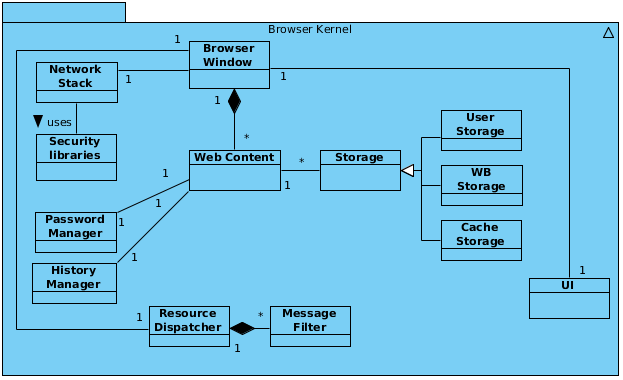 Browser Kernel
1
Browser
Window
Network
Stack
1
1
1
uses
*
Security
libraries
Web Content
*
1
Storage
User
Storage
WB
Storage
Cache
Storage
1
1
Password
Manager
1
History
Manager
1
1
UI
Resource
Dispatcher
1
*
1
Message
Filter